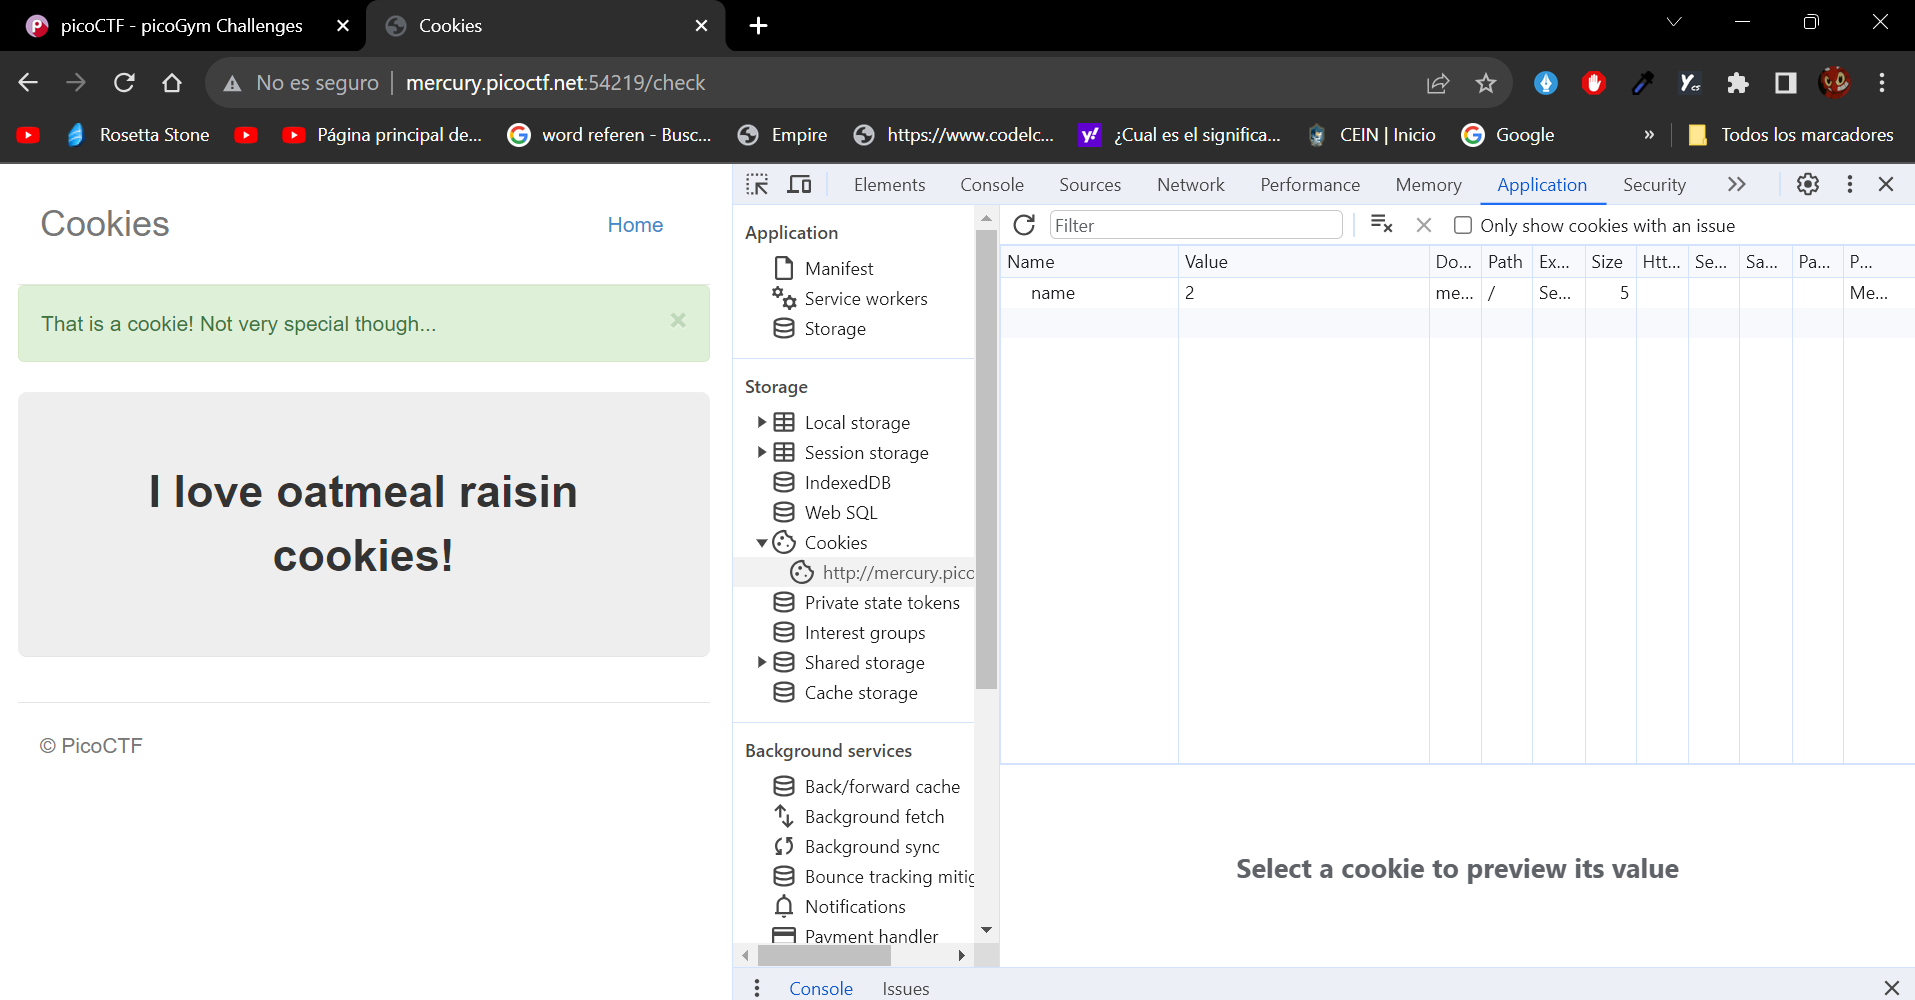 picoCTF - picoGym Challenges
Cookies
No es seguro
mercury.picoctf.net:54219/check
Rosetta Stone
Página principal de...
word referen - Busc...
Empire
https://www.codelc...
¿Cual es el significa...
CEIN | Inicio
Google
»
Todos los marcadores
Cookies
Home
That is a cookie! Not very special though...
×
I love oatmeal raisin
cookies!
© PicoCTF
Elements Console Sources Network Performance Memory Application Security
Application
Manifest
Service workers
Storage
Storage
Local storage
Session storage
IndexedDB
Web SQL
Cookies
http://mercury.pico
Private state tokens
Interest groups
Shared storage
Cache storage
Background services
Back/forward cache
Background fetch
Background sync
Bounce tracking mitig
Notifications
Payment handler
Filter
Only show cookies with an issue
Name Value Do... Path Ex... Size Htt... Se... Sa... Pa... P...
name 2 me... / Se... 5 Me...
Select a cookie to preview its value
Console Issues